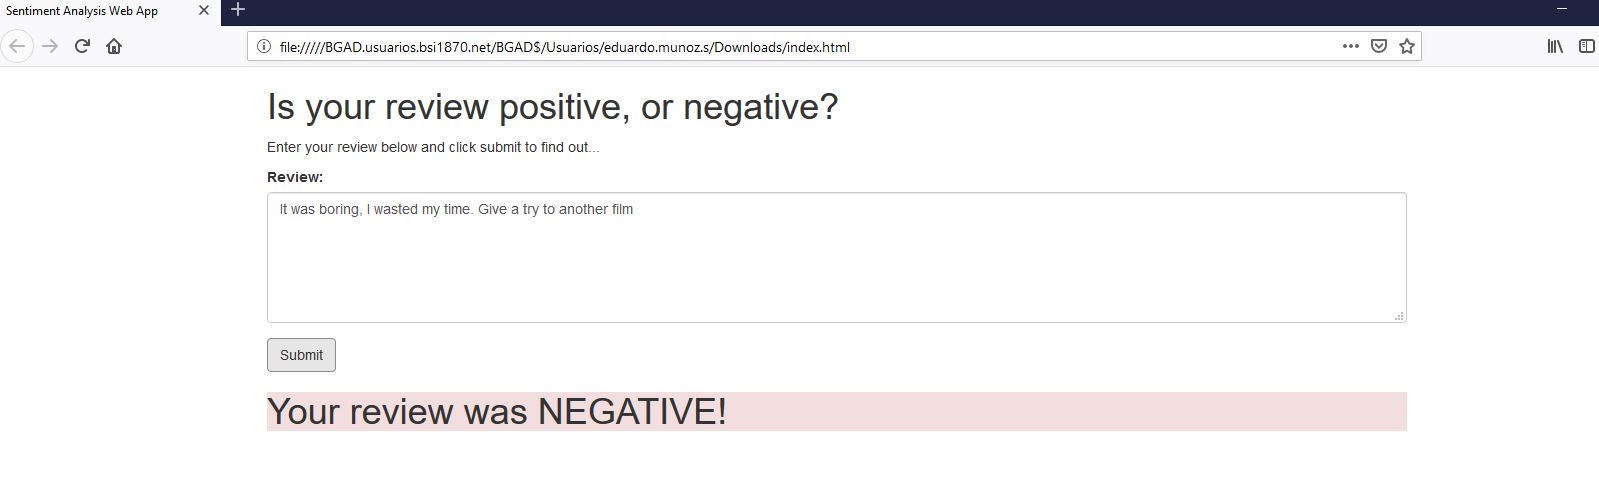 Sentiment Analysis Web App
file://///BGAD.usuarios.bsi1870.net/BGAD$/Usuarios/eduardo.munoz.s/Downloads/index.html
Is your review positive, or negative?
Enter your review below and click submit to find out...
Review:
It was boring, I wasted my time. Give a try to another film
Submit
Your review was NEGATIVE!